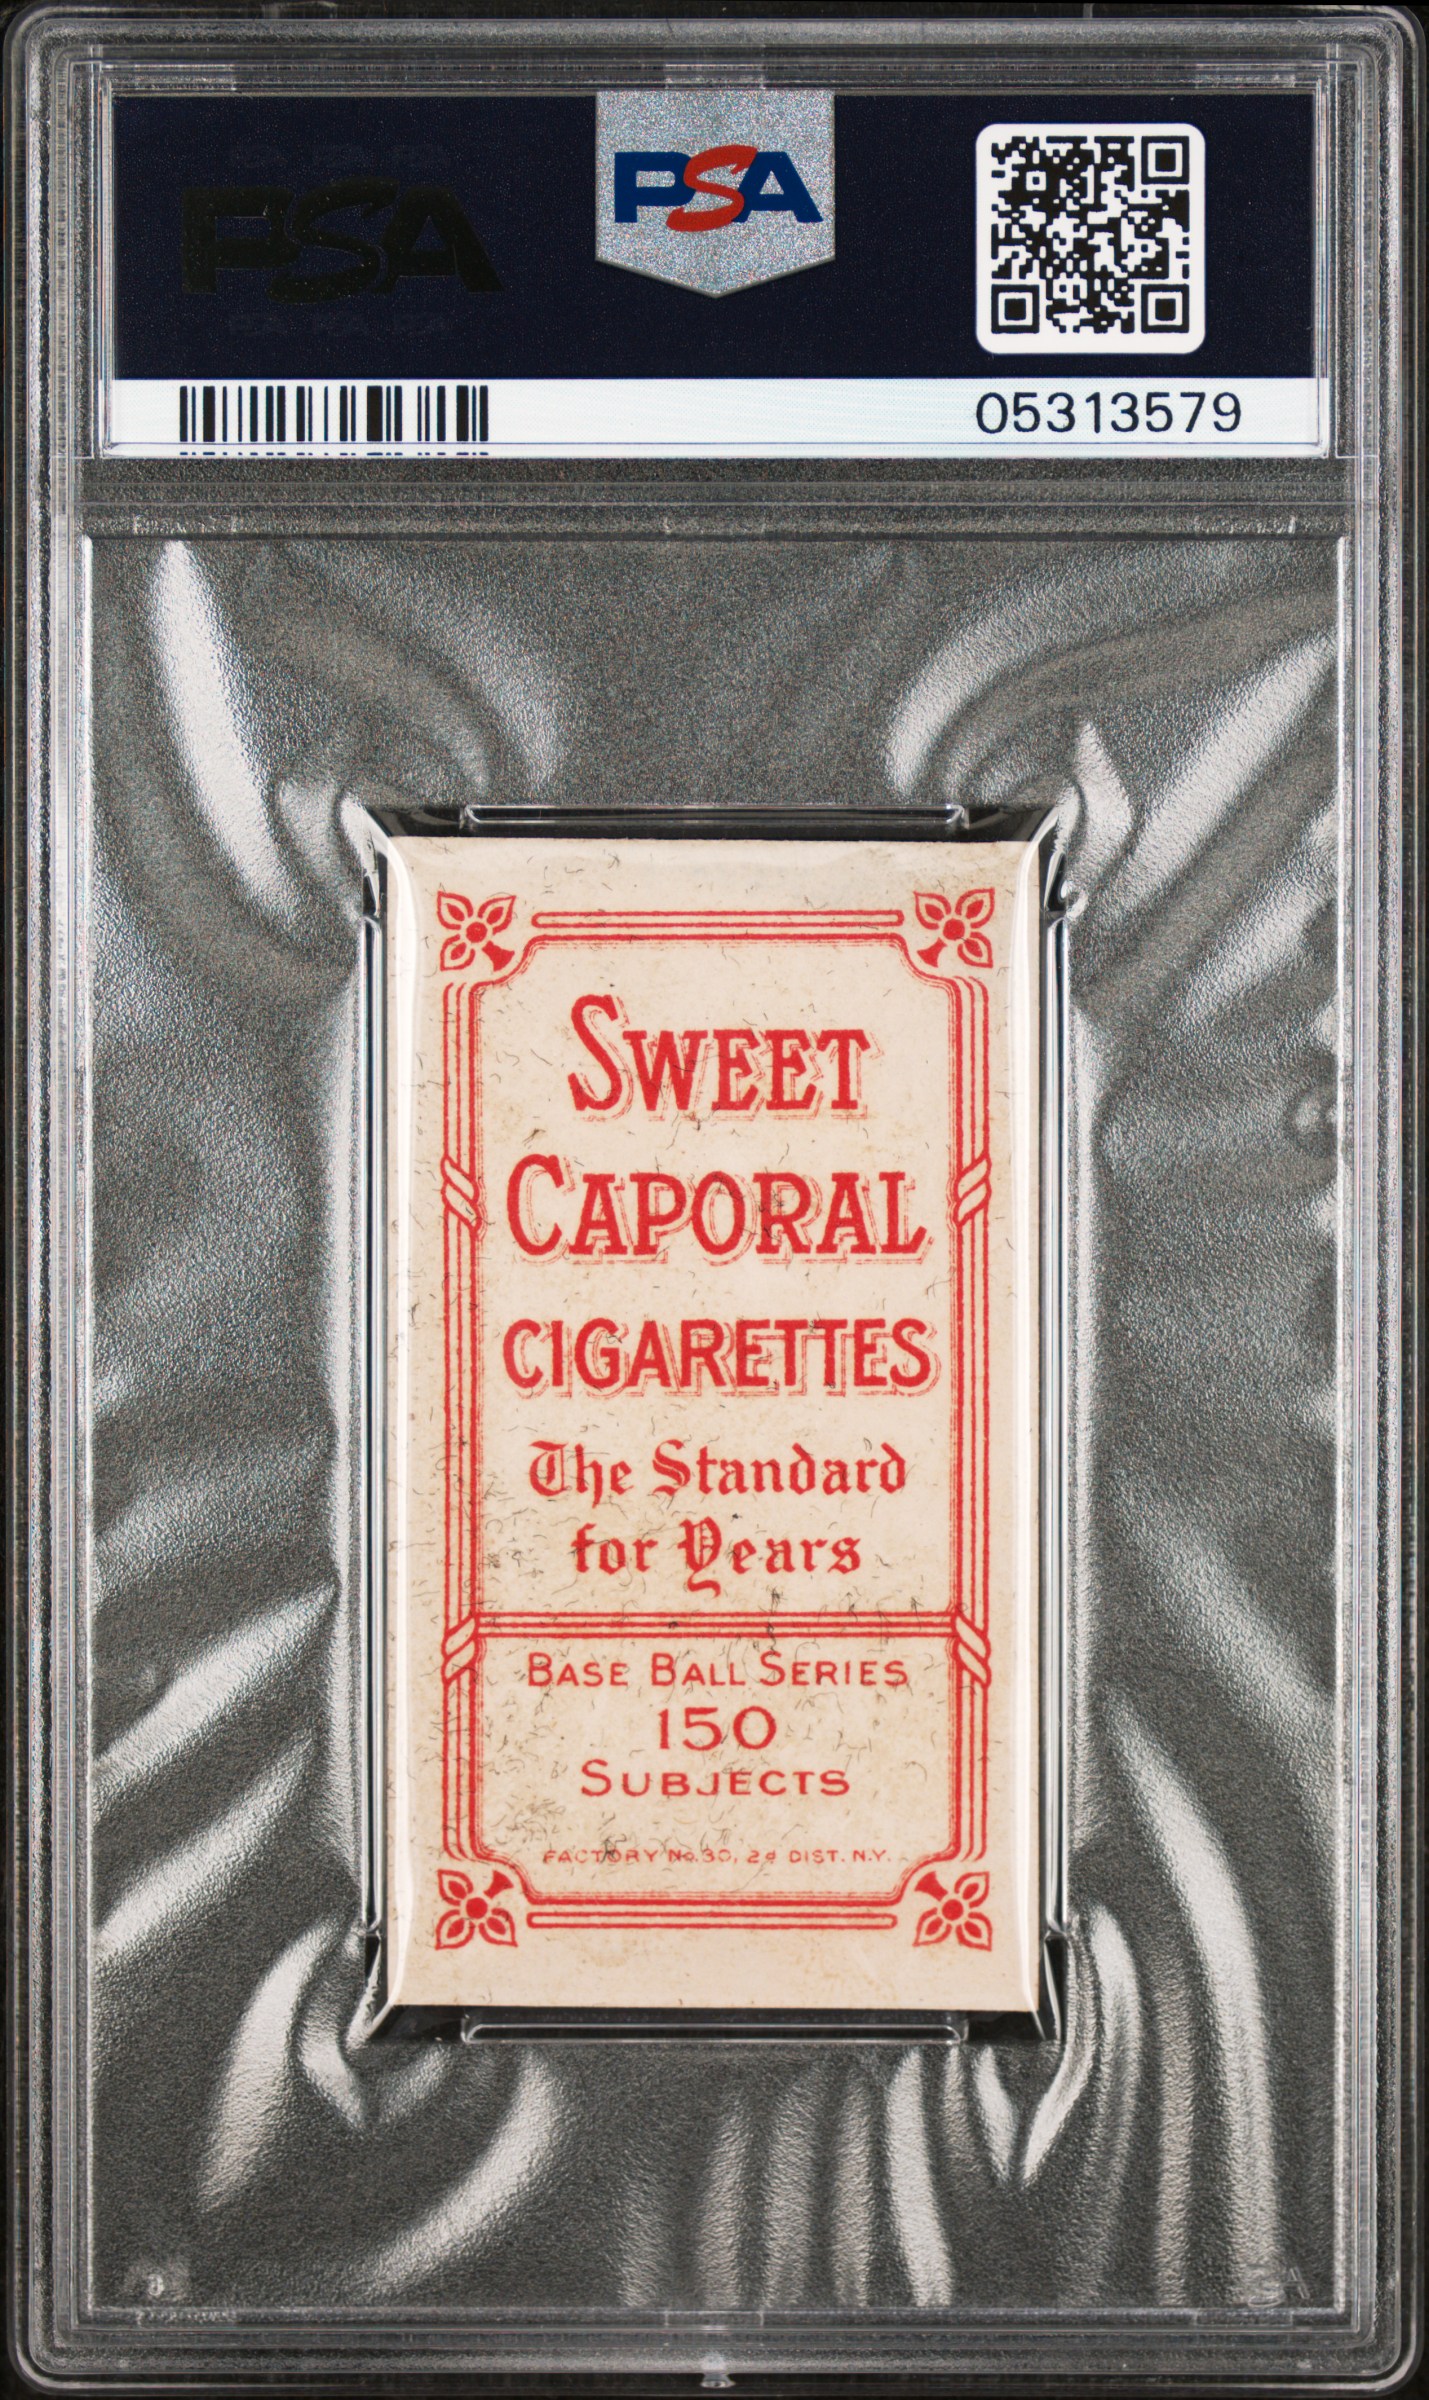 PSA
PSA
05313579
SWEET
CAPORAL
CIGARETTES
The Standard
for Years
BASE BALL SERIES
150
SUBJECTS
FACTORY No. 30, 2d DIST. N.Y.